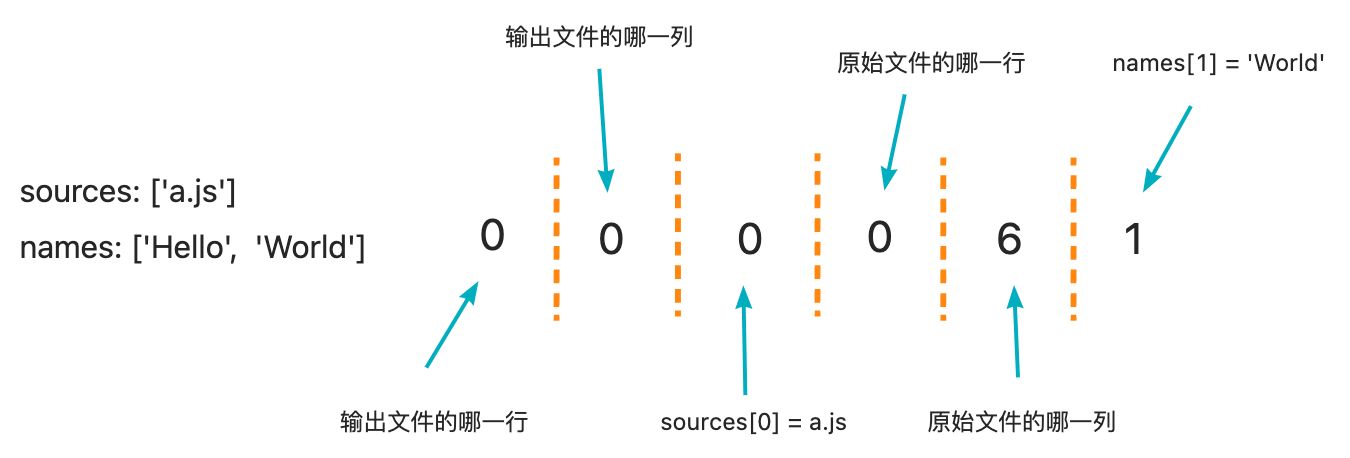 输出文件的哪一列
原始文件的哪一行
names[1] = 'World'
sources: ['a.js']
names: ['Hello', 'World']
0 0 0 0 6 1
输出文件的哪一行
sources[0] = a.js
原始文件的哪一列